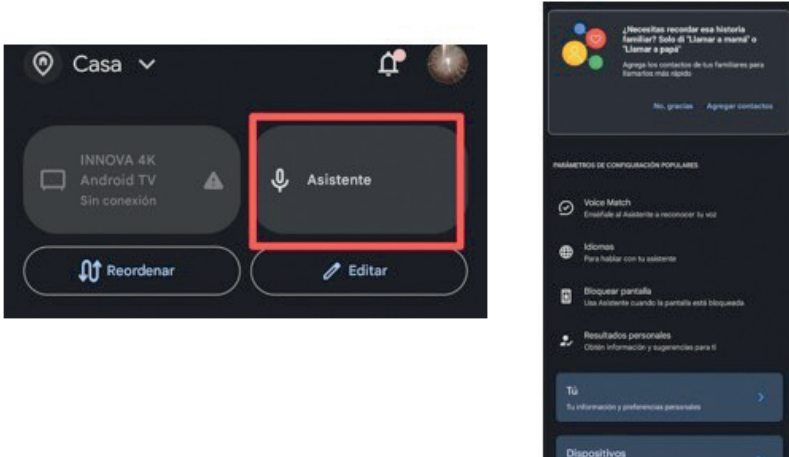 Casa
INNOVA 4K
Android TV
Sin conexión
Asistente
Reordenar
Editar
¿Necesitas recordar esa historia
familiar? Solo di "Llamar a mamá" o
"Llamar a papá"
Agrega los contactos de tus familiares para
llamarlos más rápido
No, gracias
Agregar contactos
PARÁMETROS DE CONFIGURACIÓN POPULARES
Voice Match
Enséñale al Asistente a reconocer tu voz
Idiomas
Para hablar con tu asistente
Bloquear pantalla
Usa Asistente cuando la pantalla está bloqueada
Resultados personales
Obtén información y sugerencias para ti
Tú
Tu información y preferencias personales
Dispositivos